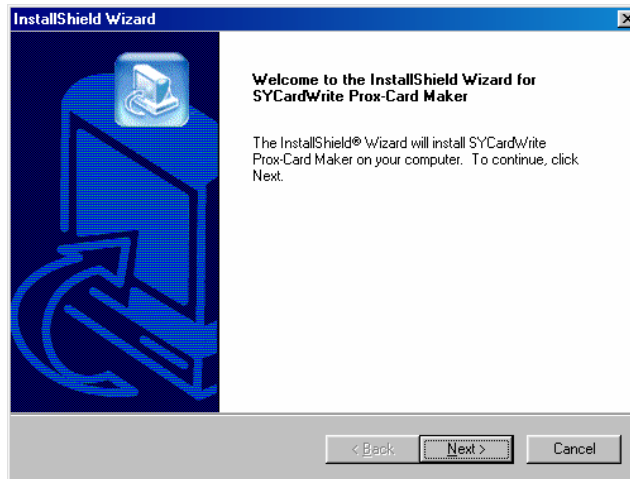 InstallShield Wizard
Welcome to the InstallShield Wizard for
SYCardWrite Prox-Card Maker
The InstallShield® Wizard will install SYCardWrite
Prox-Card Maker on your computer. To continue, click
Next.
< Back
Next >
Cancel